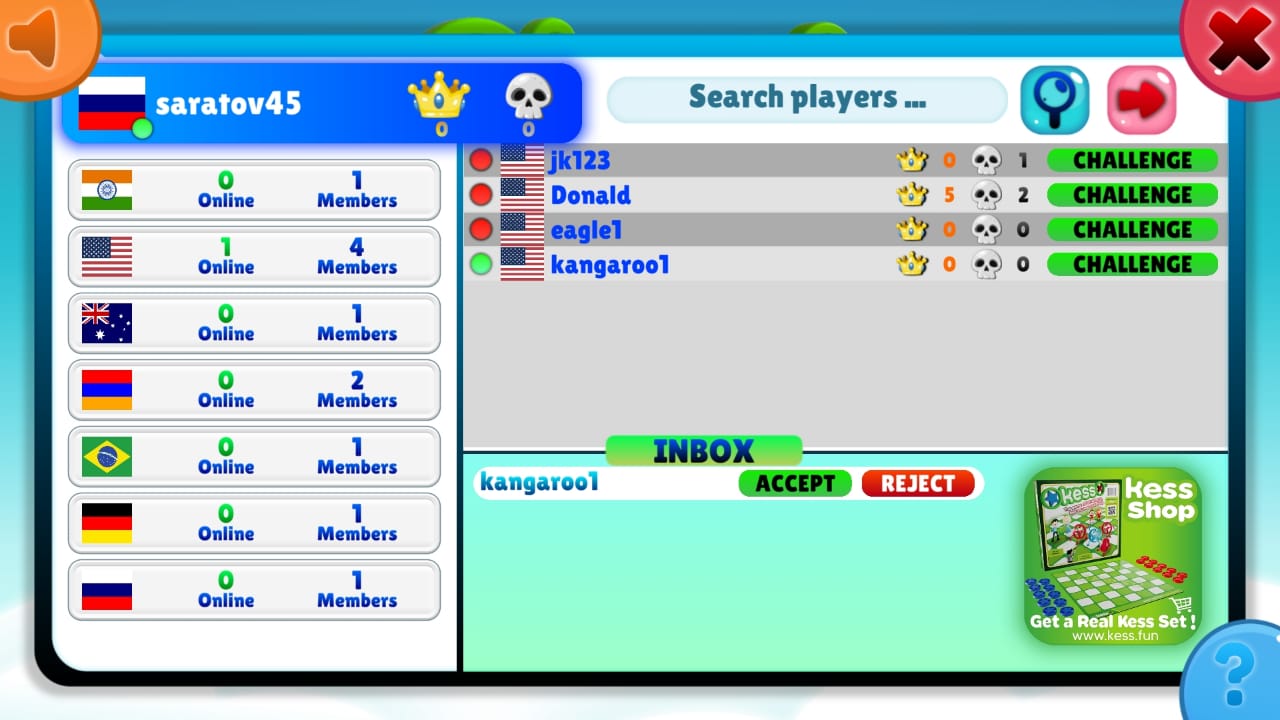 saratov45
0 0
Search players ...
0 1
Online Members
1 4
Online Members
0 1
Online Members
0 2
Online Members
0 1
Online Members
0 1
Online Members
0 1
Online Members
jk123 0 1 CHALLENGE
Donald 5 2 CHALLENGE
eagle1 0 0 CHALLENGE
kangaroo1 0 0 CHALLENGE
INBOX
kangaroo1 ACCEPT REJECT
kess
kess
Shop
Get a Real Kess Set !
www.kess.fun
?